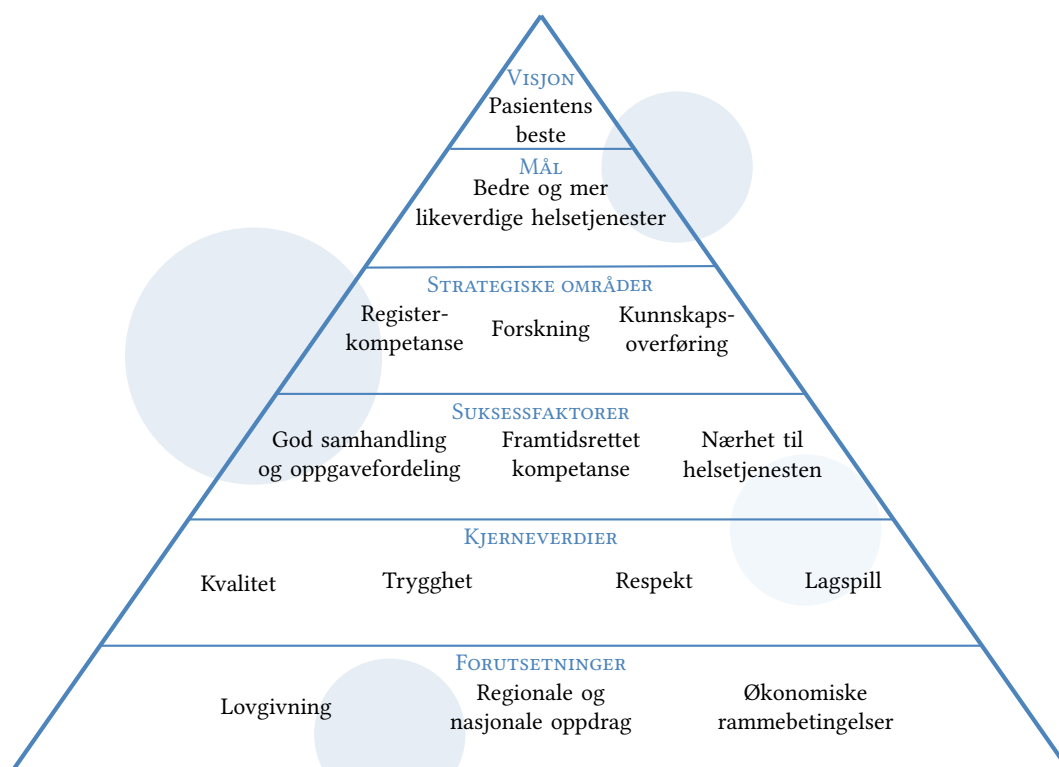 Visjon
Pasientens
beste
Mål
Bedre og mer
likeverdige helsetjenester
Strategiske områder
Register-
kompetanse
Forskning
Kunnskaps-
overføring
Suksessfaktorer
God samhandling
og oppgavefordeling
Framtidsrettet
kompetanse
Nærhet til
helsetjenesten
Kjerneverdier
Kvalitet
Trygghet
Respekt
Lagspill
Forutsetninger
Lovgivning
Regionale og
nasjonale oppdrag
Økonomiske
rammebetingelser